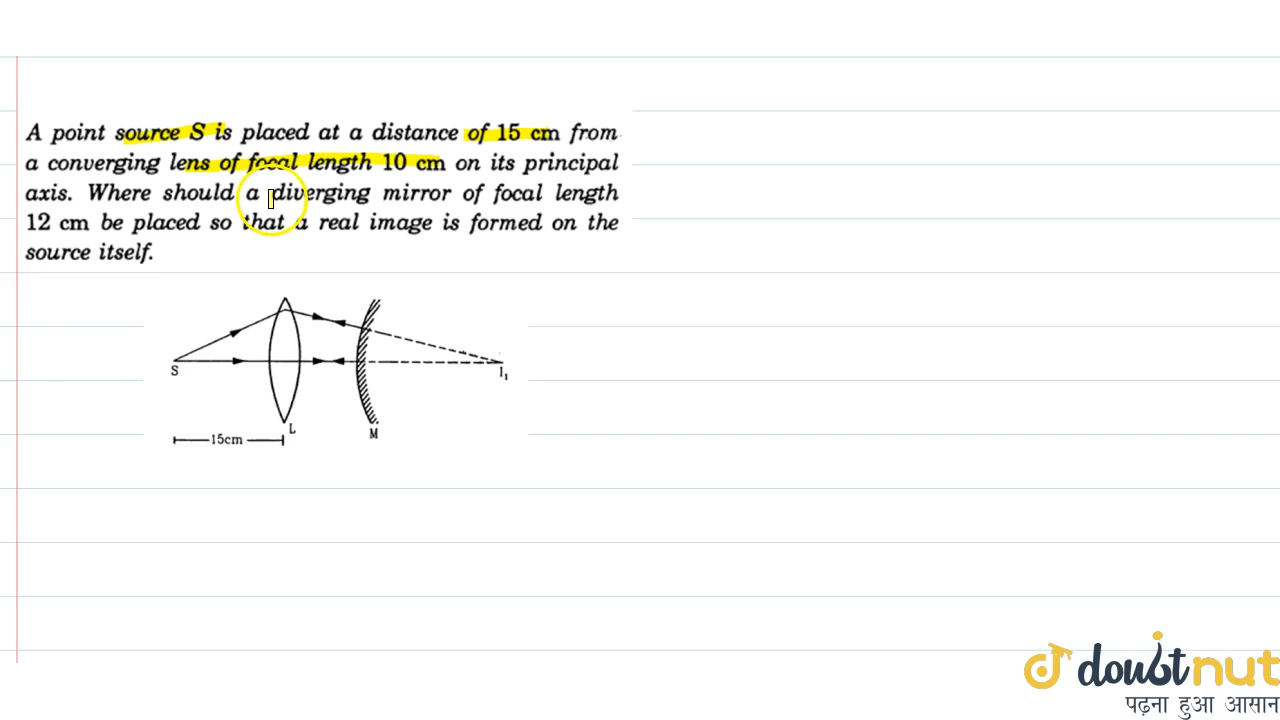 A point source S is placed at a distance of 15 cm from
a converging lens of focal length 10 cm on its principal
axis. Where should a diverging mirror of focal length
12 cm be placed so that a real image is formed on the
source itself.
S
I₁
L
M
15cm
doubtnut
पढ़ना हुआ आसान